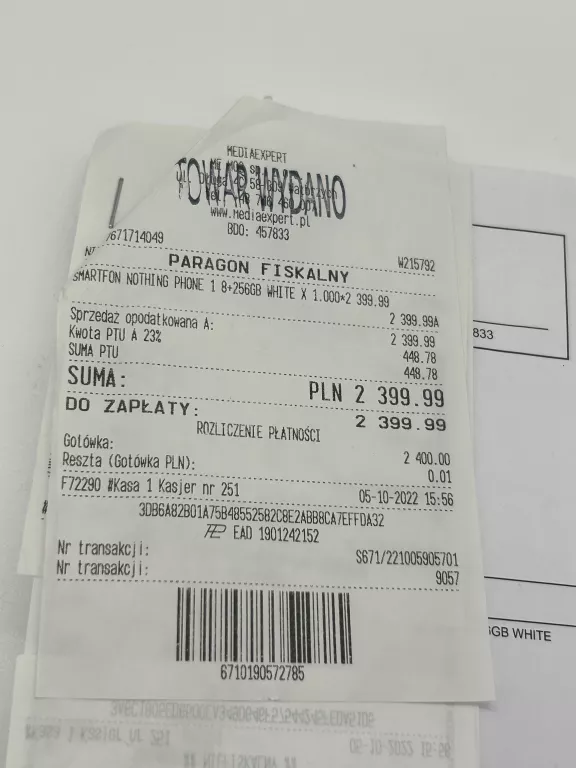 MEDIAEXPERT
TOWAR WYDANO
www.mediaexpert.pl
BDO: 457833
671714049
W215792
PARAGON FISKALNY
SMARTFON NOTHING PHONE 1 8+256GB WHITE X 1.000*2 399.99
2 399.99A
Sprzedaż opodatkowana A: 2 399.99
Kwota PTU A 23% 448.78
SUMA PTU 448.78
SUMA: PLN 2 399.99
DO ZAPŁATY: 2 399.99
ROZLICZENIE PŁATNOŚCI
Gotówka: 2 400.00
Reszta (Gotówka PLN): 0.01
F72290 #Kasa 1 Kasjer nr 251 05-10-2022 15:56
3DB6A82B01A75B48552582C8E2ABB8CA7EFFDA32
EAD 1901242152
Nr transakcji: S671/221005905701
Nr transakcji: 9057
6710190572785
833
GB WHITE